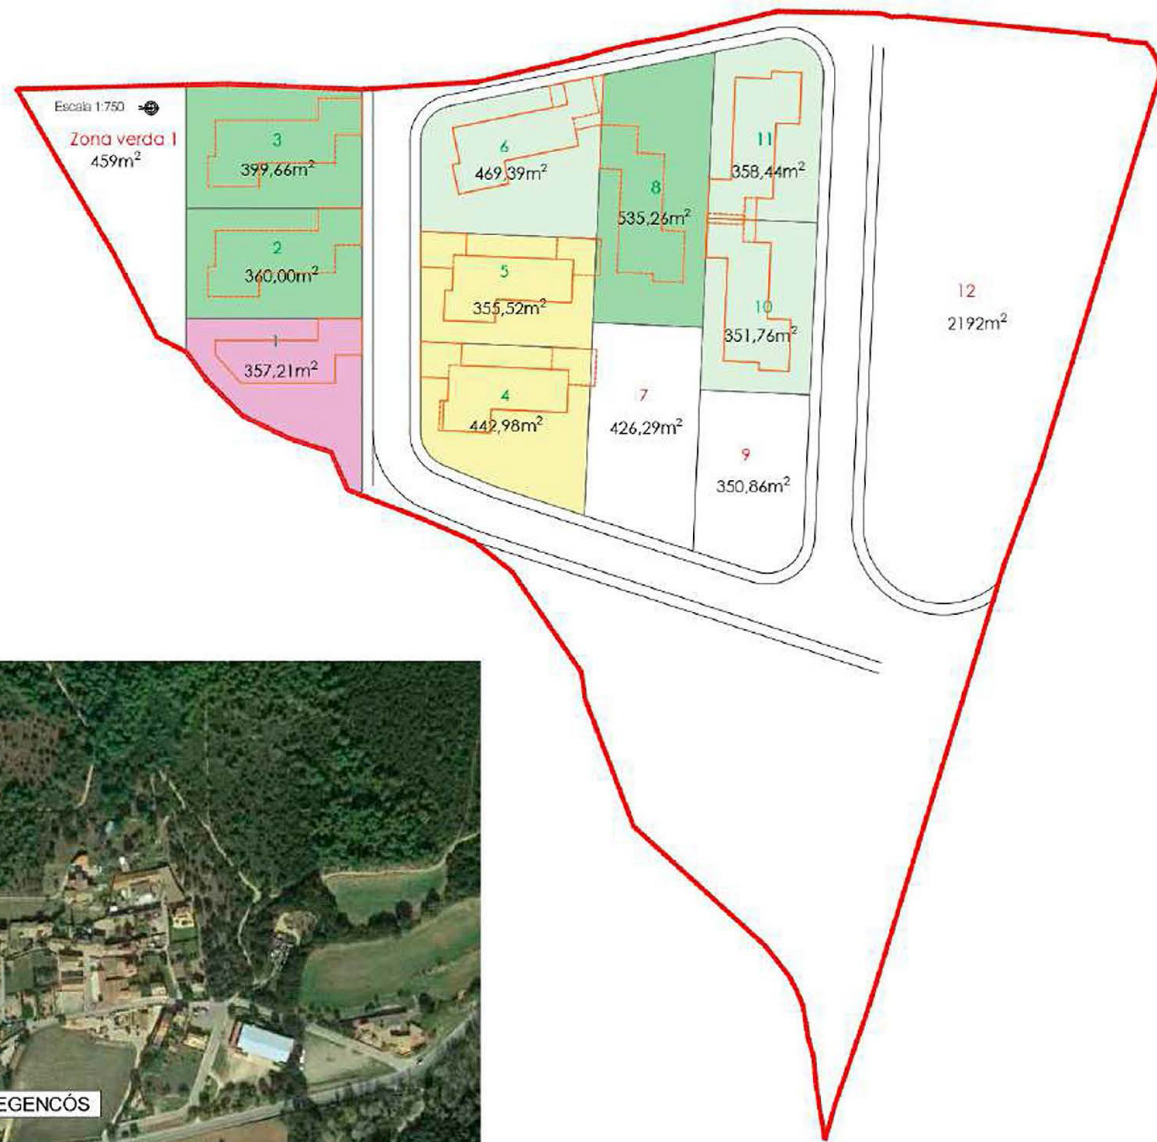 Escala 1:750
Zona verda 1
459m²
3
399,66m²
2
360,00m²
1
357,21m²
6
469,39m²
5
355,52m²
4
442,98m²
8
535,26m²
7
426,29m²
11
358,44m²
10
351,76m²
9
350,86m²
12
2192m²
EGENCÓS